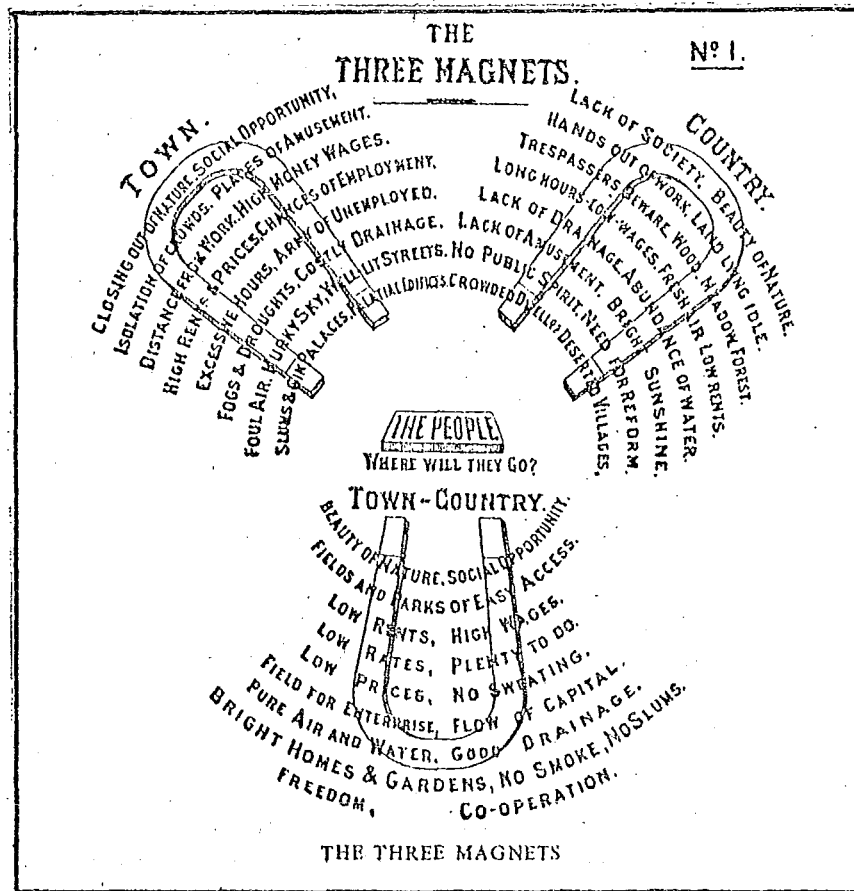 THE
THREE MAGNETS.
Nº 1.
TOWN.
CLOSING OUT OF NATURE. SOCIAL OPPORTUNITY.
ISOLATION OF CROWDS. PLACES OF AMUSEMENT.
DISTANCE FROM WORK. HIGH MONEY WAGES.
HIGH RENTS & PRICES. CHANCES OF EMPLOYMENT.
EXCESSIVE HOURS. ARMY OF UNEMPLOYED.
FOGS & DROUGHTS. COSTLY DRAINAGE.
FOUL AIR. MURKY SKY. WELL-LIT STREETS.
SLUMS & GIN PALACES. PALATIAL EDIFICES.
COUNTRY.
LACK OF SOCIETY. BEAUTY OF NATURE.
HANDS OUT OF WORK. LAND LYING IDLE.
TRESPASSERS BEWARE. WOOD, MEADOW, FOREST.
LONG HOURS-LOW WAGES. FRESH AIR. LOW RENTS.
LACK OF DRAINAGE. ABUNDANCE OF WATER.
LACK OF AMUSEMENT. BRIGHT SUNSHINE.
NO PUBLIC SPIRIT. NEED FOR REFORM.
CROWDED DWELLGS DESERTED VILLAGES.
THE PEOPLE
WHERE WILL THEY GO?
TOWN-COUNTRY.
BEAUTY OF NATURE. SOCIAL OPPORTUNITY.
FIELDS AND PARKS OF EASY ACCESS.
LOW RENTS, HIGH WAGES.
LOW RATES, PLENTY TO DO.
LOW PRICES, NO SWEATING.
FIELD FOR ENTERPRISE, FLOW OF CAPITAL.
PURE AIR AND WATER. GOOD DRAINAGE.
BRIGHT HOMES & GARDENS, NO SMOKE, NO SLUMS.
FREEDOM, CO-OPERATION.
THE THREE MAGNETS